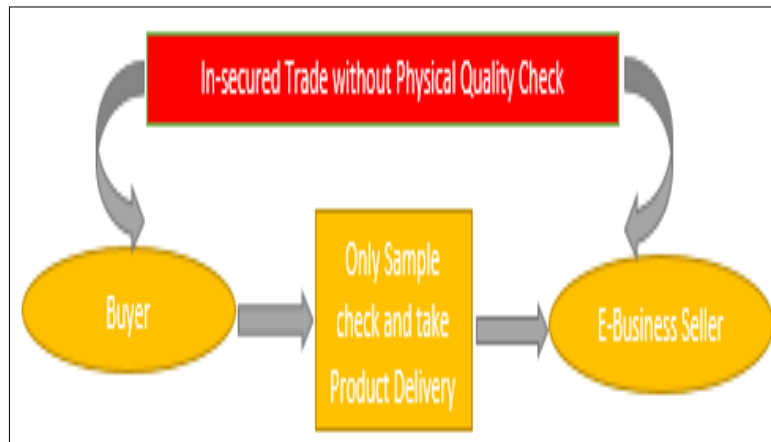 In-secured Trade without Physical Quality Check
Buyer
Only Sample
check and take
Product Delivery
E-Business Seller